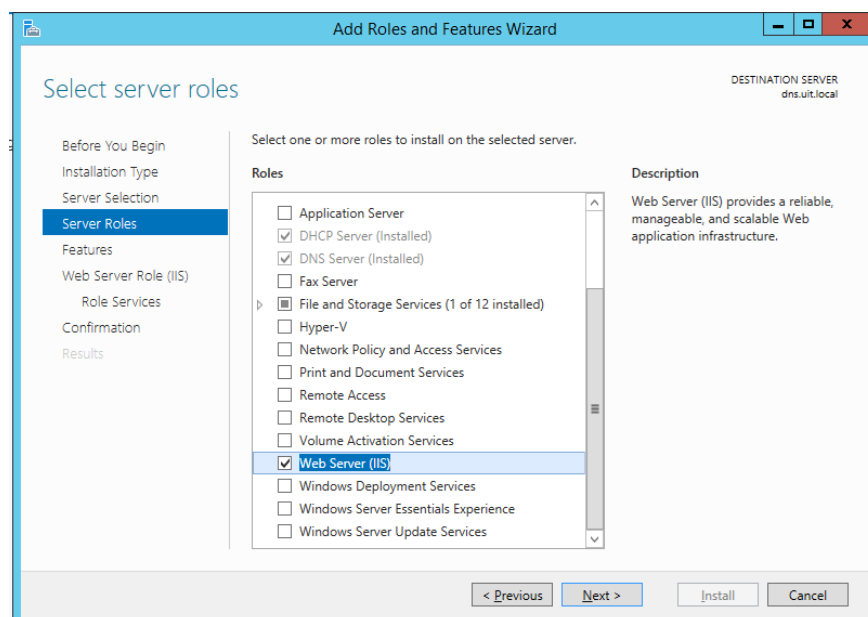 Add Roles and Features Wizard
Select server roles
DESTINATION SERVER
dns.uit.local
Before You Begin
Installation Type
Server Selection
Server Roles
Features
Web Server Role (IIS)
Role Services
Confirmation
Results
Select one or more roles to install on the selected server.
Roles
Application Server
DHCP Server (Installed)
DNS Server (Installed)
Fax Server
File and Storage Services (1 of 12 installed)
Hyper-V
Network Policy and Access Services
Print and Document Services
Remote Access
Remote Desktop Services
Volume Activation Services
Web Server (IIS)
Windows Deployment Services
Windows Server Essentials Experience
Windows Server Update Services
Description
Web Server (IIS) provides a reliable,
manageable, and scalable Web
application infrastructure.
< Previous
Next >
Install
Cancel